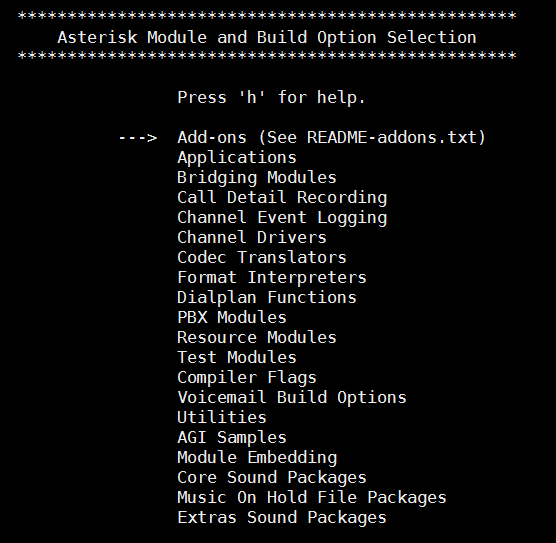 **************************************************
Asterisk Module and Build Option Selection
**************************************************
Press 'h' for help.
---> Add-ons (See README-addons.txt)
Applications
Bridging Modules
Call Detail Recording
Channel Event Logging
Channel Drivers
Codec Translators
Format Interpreters
Dialplan Functions
PBX Modules
Resource Modules
Test Modules
Compiler Flags
Voicemail Build Options
Utilities
AGI Samples
Module Embedding
Core Sound Packages
Music On Hold File Packages
Extras Sound Packages